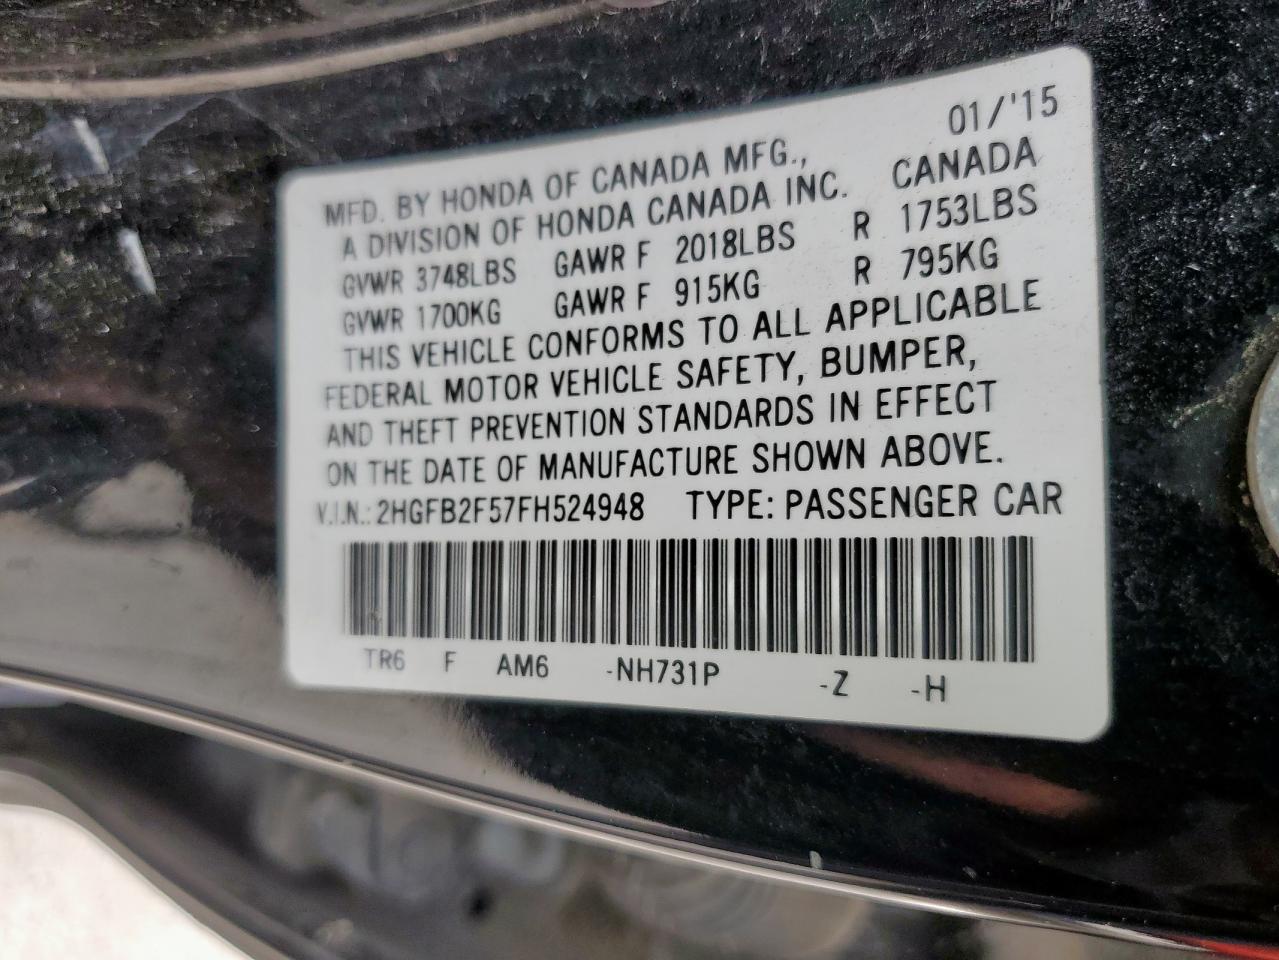 01/'15
MFD. BY HONDA OF CANADA MFG.,
A DIVISION OF HONDA CANADA INC. CANADA
GVWR 3748LBS GAWR F 2018LBS R 1753LBS
GVWR 1700KG GAWR F 915KG R 795KG
THIS VEHICLE CONFORMS TO ALL APPLICABLE
FEDERAL MOTOR VEHICLE SAFETY, BUMPER,
AND THEFT PREVENTION STANDARDS IN EFFECT
ON THE DATE OF MANUFACTURE SHOWN ABOVE.
V.I.N.: 2HGFB2F57FH524948 TYPE: PASSENGER CAR
TR6 F AM6 -NH731P -Z -H